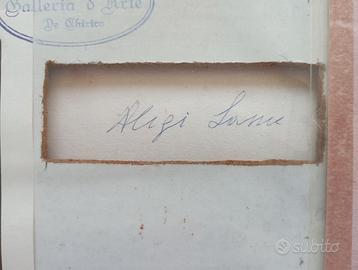 Galleria d'Arte
De Chirico
Aligi Sassu
subito